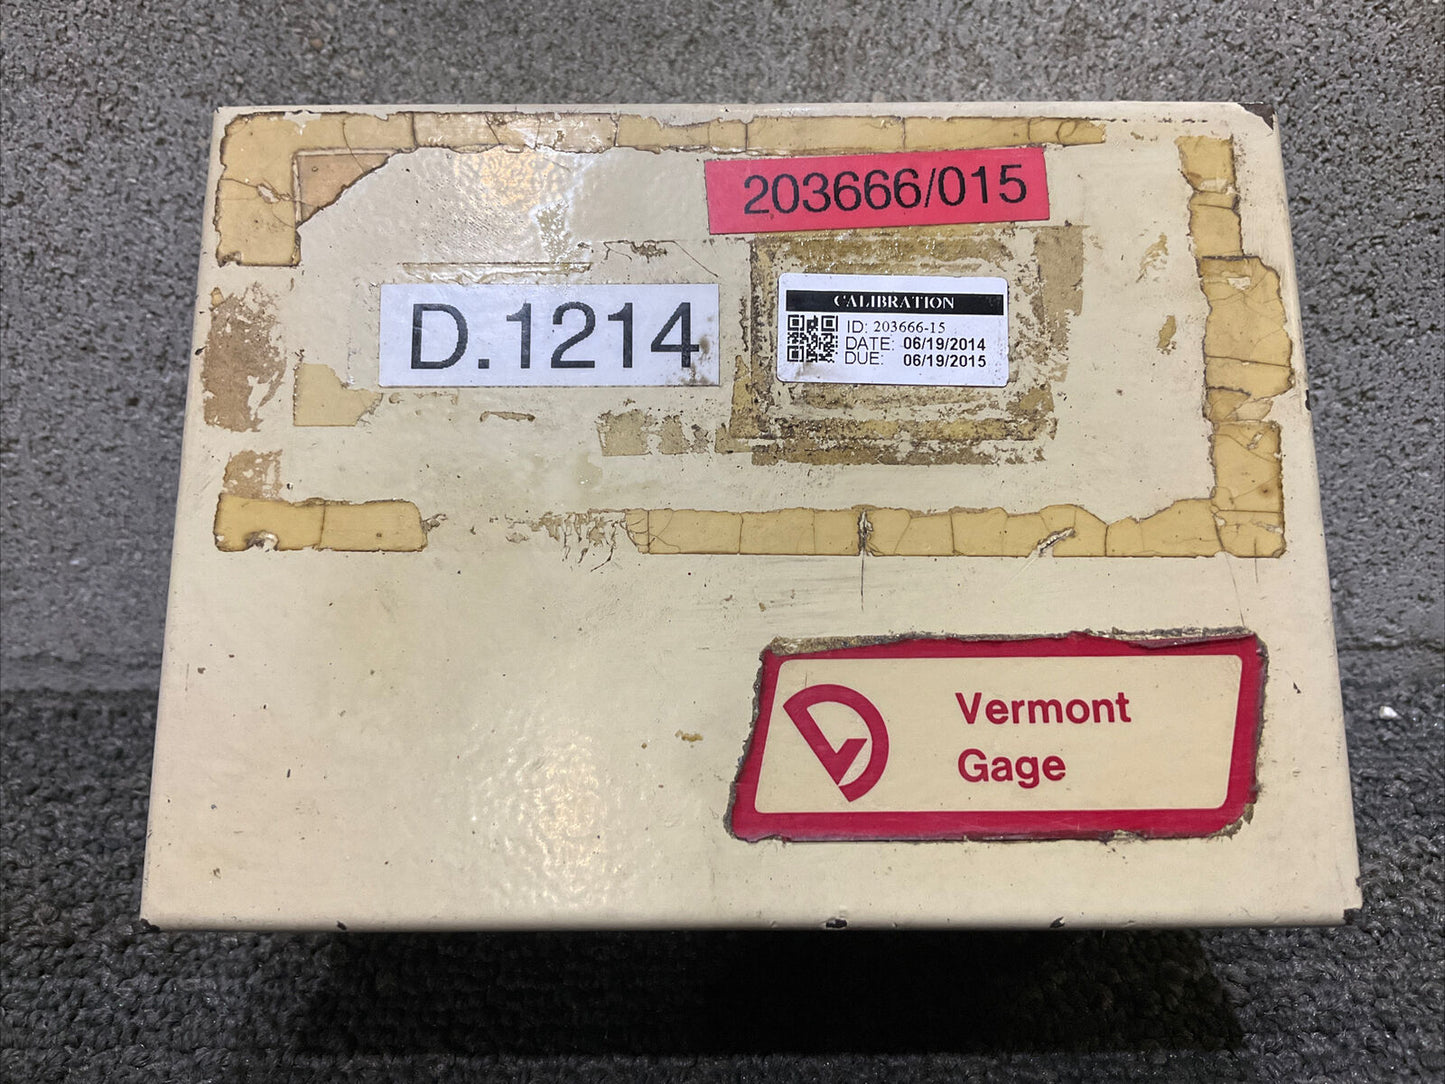 203666/015
D.1214
CALIBRATION
ID: 203666-15
DATE: 06/19/2014
DUE: 06/19/2015
Vermont
Gage